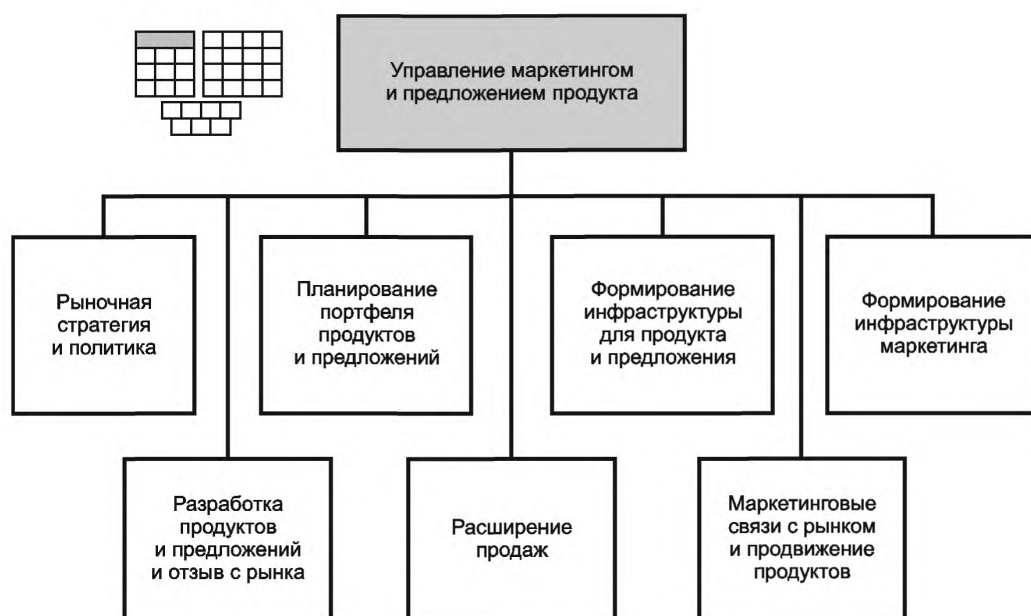 Управление маркетингом
и предложением продукта
Рыночная
стратегия
и политика
Планирование
портфеля
продуктов
и предложений
Формирование
инфраструктуры
для продукта
и предложения
Формирование
инфраструктуры
маркетинга
Разработка
продуктов
и предложений
и отзыв с рынка
Расширение
продаж
Маркетинговые
связи с рынком
и продвижение
продуктов